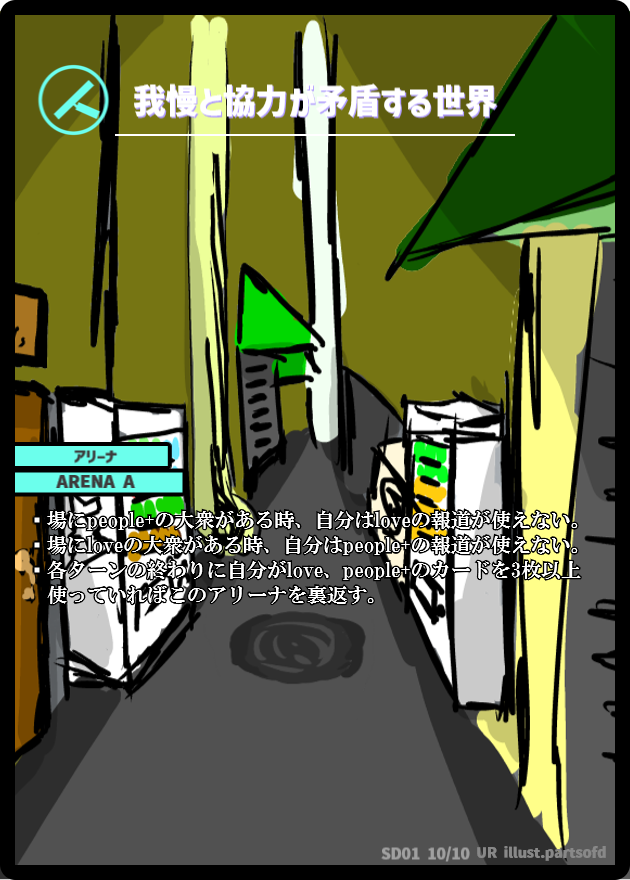 我慢と協力が矛盾する世界
アリーナ
ARENA A
・場にpeople+の大衆がある時、自分はloveの報道が使えない。
・場にloveの大衆がある時、自分はpeople+の報道が使えない。
・各ターンの終わりに自分がlove、people+のカードを3枚以上
使っていればこのアリーナを裏返す。
SD01 10/10 UR illust.partsofd